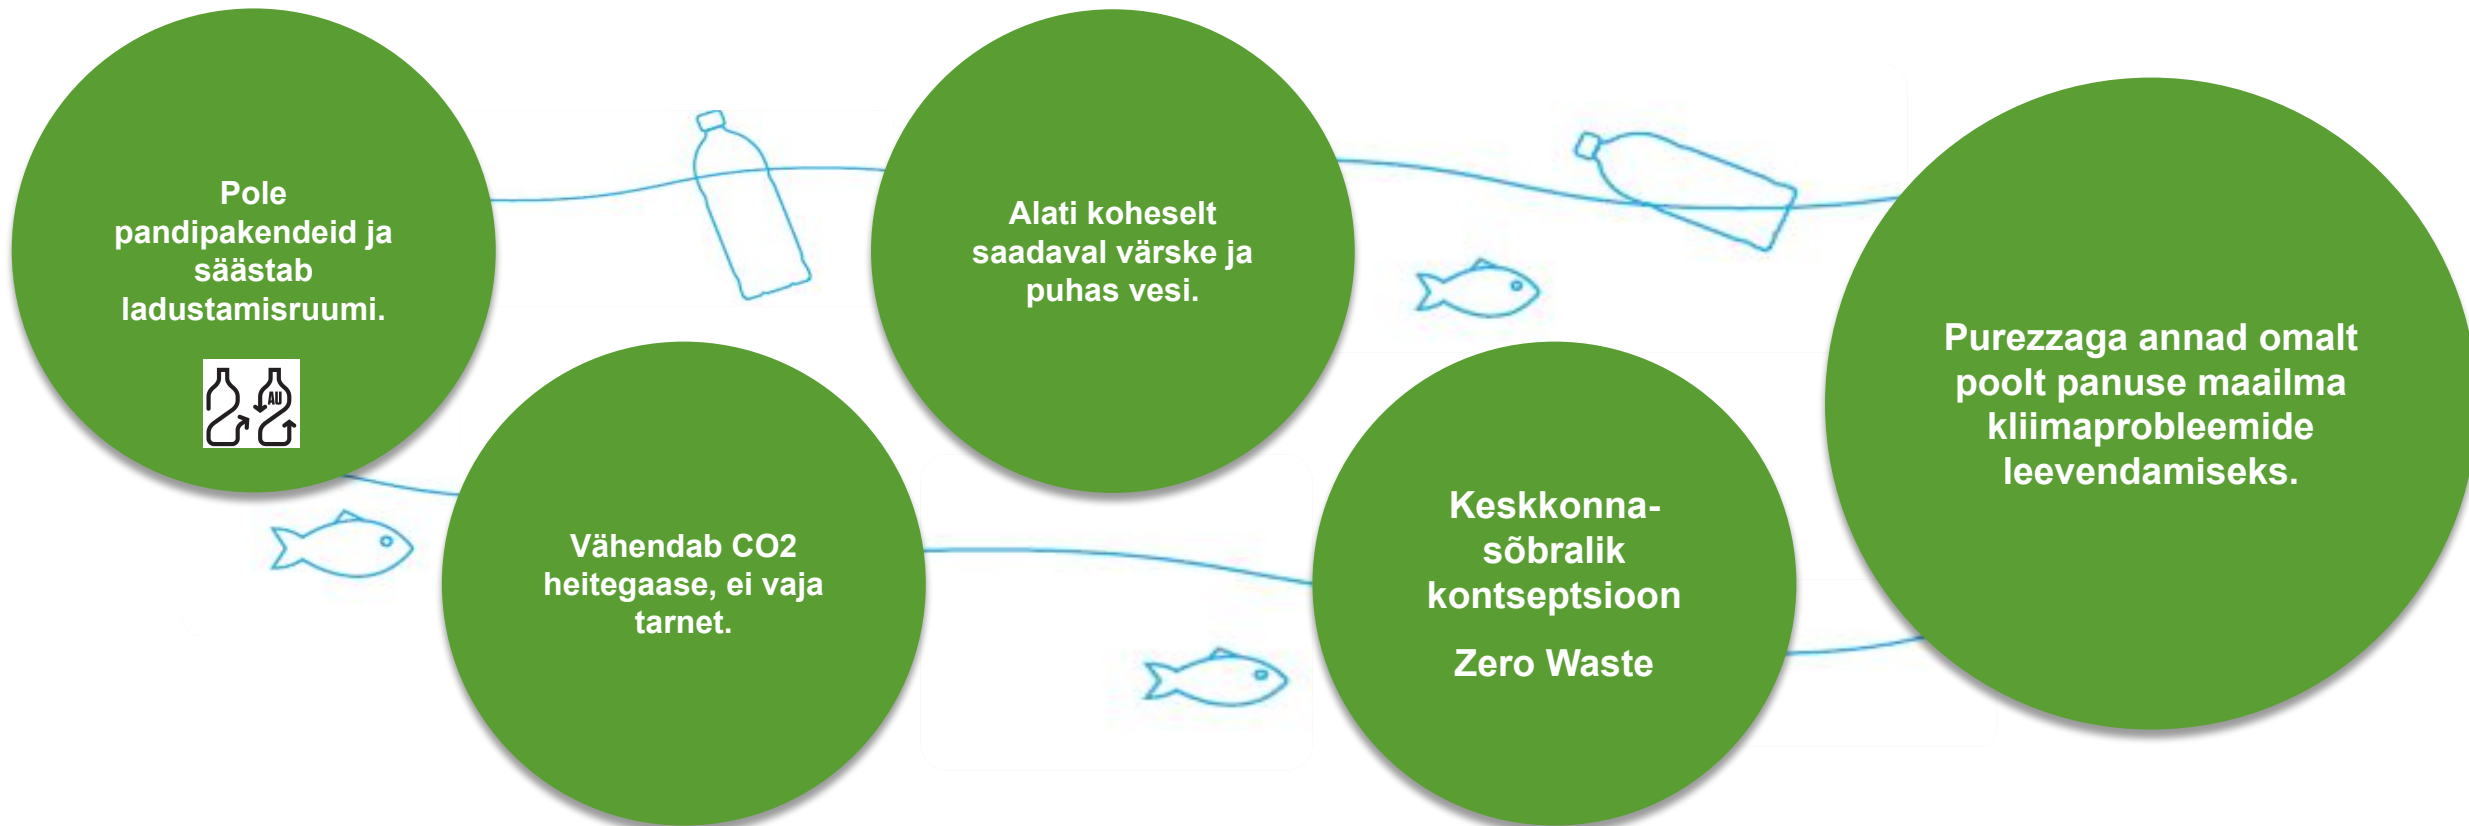 Pole
pandipakendeid ja
säästab
ladustamisruumi.
AU
Vähendab CO2
heitegaase, ei vaja
tarnet.
Alati koheselt
saadaval värske ja
puhas vesi.
Keskkonna-
sõbralik
kontseptsioon
Zero Waste
Purezzaga annad omalt
poolt panuse maailma
kliimaprobleemide
leevendamiseks.